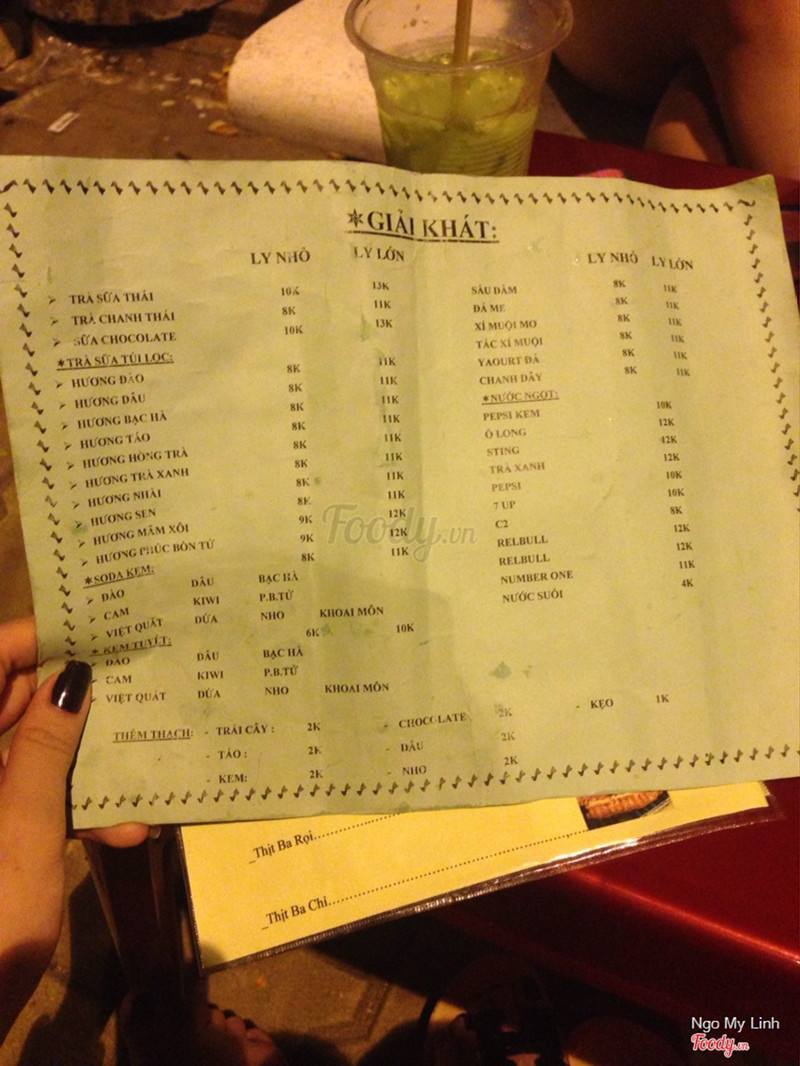 *GIẢI KHÁT:
LY NHỎ LY LỚN
TRÀ SỮA THÁI 10K 13K
TRÀ CHANH THÁI 8K 11K
SỮA CHOCOLATE 10K 13K
*TRÀ SỮA TÚI LỌC:
HƯƠNG ĐÀO 8K 11K
HƯƠNG DÂU 8K 11K
HƯƠNG BẠC HÀ 8K 11K
HƯƠNG TÁO 8K 11K
HƯƠNG HỒNG TRÀ 8K 11K
HƯƠNG TRÀ XANH 8K 11K
HƯƠNG NHÀI 8K 11K
HƯƠNG SEN 8K 11K
HƯƠNG MÂM XÔI 9K 12K
HƯƠNG PHÚC BỒN TỬ 9K 12K
*SODA KEM: 8K 11K
ĐÀO DÂU BẠC HÀ
CAM KIWI P.B.TỬ
VIỆT QUẤT DỨA NHO KHOAI MÔN
*KEM TUYẾT: 6K 10K
ĐÀO DÂU BẠC HÀ
CAM KIWI P.B.TỬ
VIỆT QUẤT DỨA NHO KHOAI MÔN
LY NHỎ LY LỚN
SẤU DẦM 8K 11K
ĐÁ ME 8K 11K
XÍ MUỘI MƠ 8K 11K
TẮC XÍ MUỘI 8K 11K
YAOURT ĐÁ 8K 11K
CHANH DÂY 8K 11K
*NƯỚC NGỌT:
PEPSI KEM 10K
Ô LONG 12K
STING 12K
TRÀ XANH 12K
PEPSI 10K
7 UP 10K
C2 8K
RELBULL 12K
RELBULL 12K
NUMBER ONE 11K
NƯỚC SUỐI 4K
THÊM THẠCH: - TRÁI CÂY : 2K - CHOCOLATE 2K - KẸO 1K
- TÁO : 2K - DÂU 2K
- KEM: 2K - NHO 2K
Foody.vn
_Thịt Ba Rọi
_Thịt Ba Chỉ
Ngo My Linh
Foody.vn